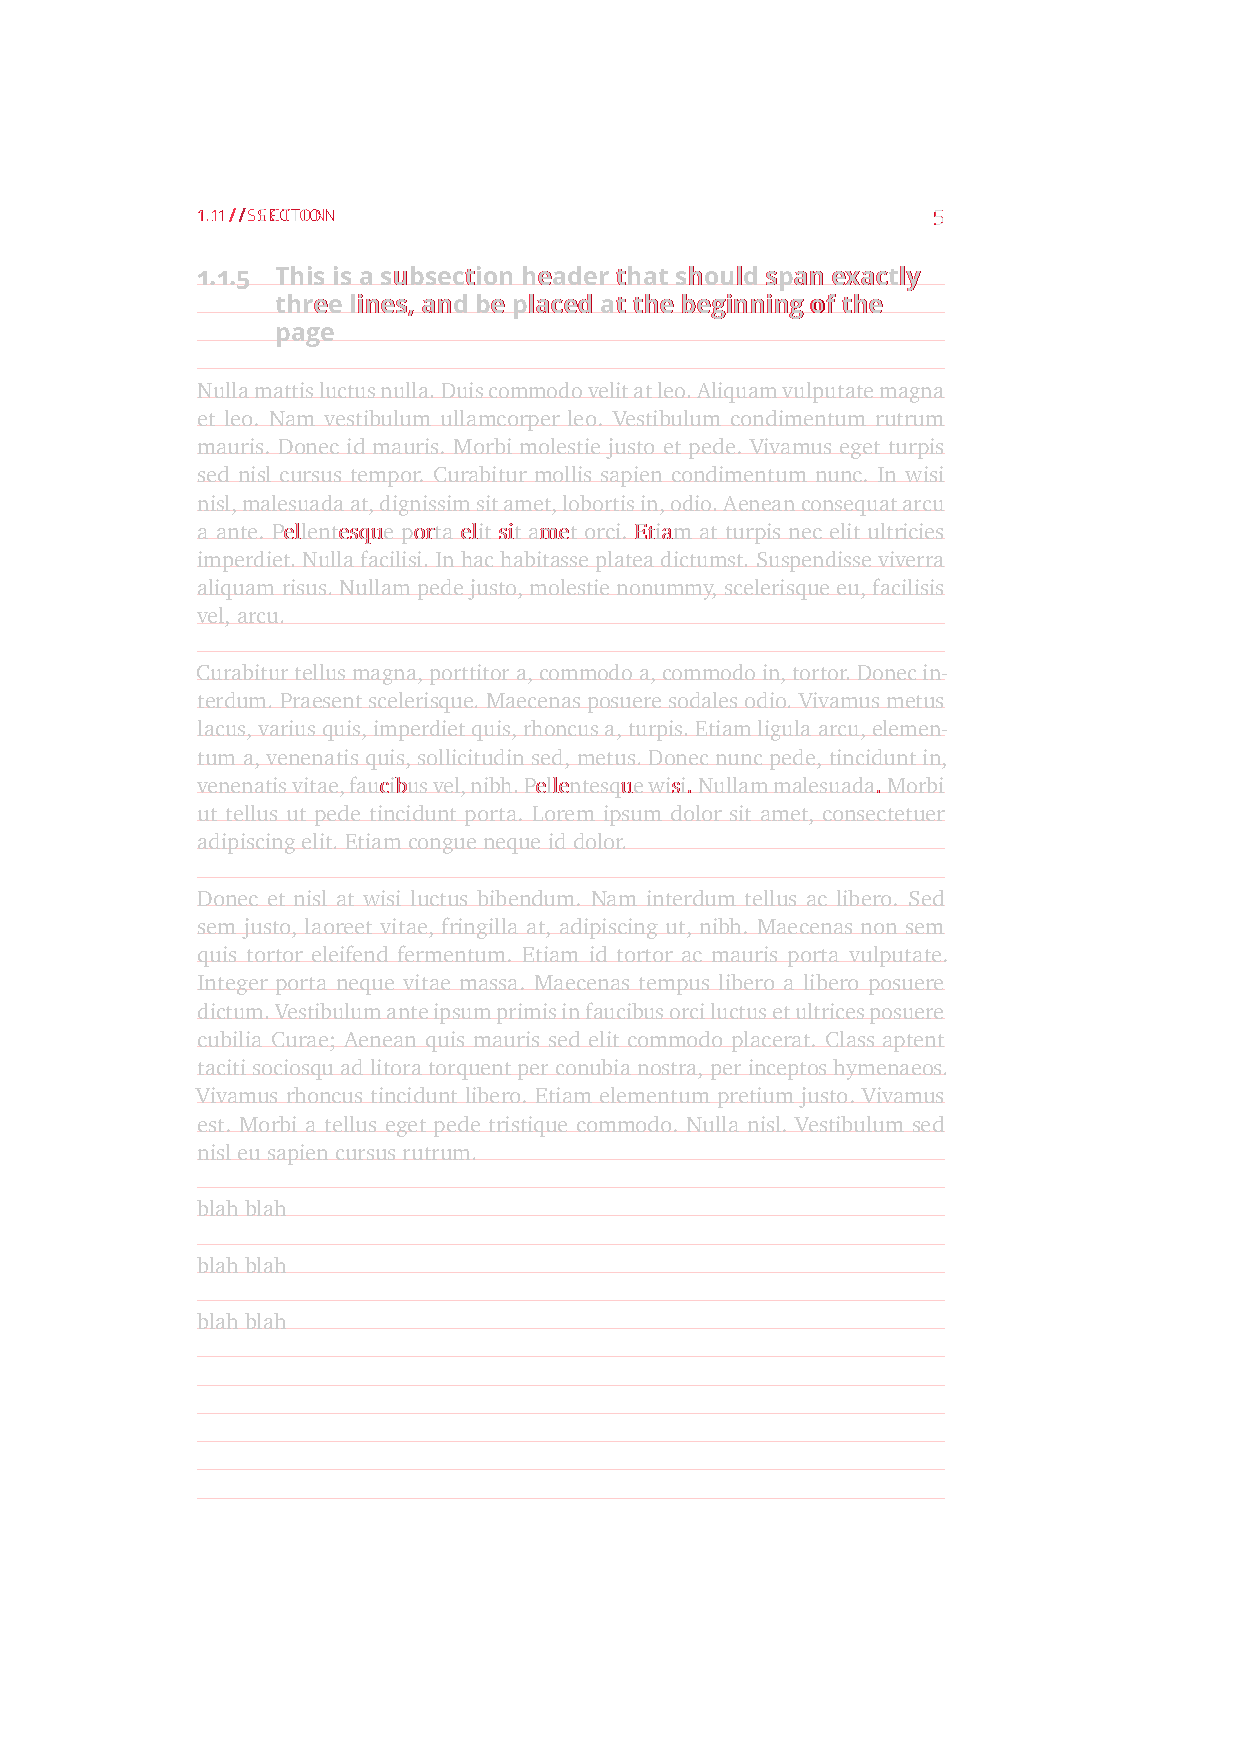 1.1 // 5
1.1.5 This is a subsection header that should span exactly
three lines, and be placed at the beginning of the
page
Nulla mattis luctus nulla. Duis commodo velit at leo. Aliquam vulputate magna
et leo. Nam vestibulum ullamcorper leo. Vestibulum condimentum rutrum
mauris. Donec id mauris. Morbi molestie justo et pede. Vivamus eget turpis
sed nisl cursus tempor. Curabitur mollis sapien condimentum nunc. In wisi
nisl, malesuada at, dignissim sit amet, lobortis in, odio. Aenean consequat arcu
a ante. Pellentesque porta elit sit amet orci. Etiam at turpis nec elit ultricies
imperdiet. Nulla facilisi. In hac habitasse platea dictumst. Suspendisse viverra
aliquam risus. Nullam pede justo, molestie nonummy, scelerisque eu, facilisis
vel, arcu.
Curabitur tellus magna, porttitor a, commodo a, commodo in, tortor. Donec in-
terdum. Praesent scelerisque. Maecenas posuere sodales odio. Vivamus metus
lacus, varius quis, imperdiet quis, rhoncus a, turpis. Etiam ligula arcu, elemen-
tum a, venenatis quis, sollicitudin sed, metus. Donec nunc pede, tincidunt in,
venenatis vitae, faucibus vel, nibh. Pellentesque wisi. Nullam malesuada. Morbi
ut tellus ut pede tincidunt porta. Lorem ipsum dolor sit amet, consectetuer
adipiscing elit. Etiam congue neque id dolor.
Donec et nisl at wisi luctus bibendum. Nam interdum tellus ac libero. Sed
sem justo, laoreet vitae, fringilla at, adipiscing ut, nibh. Maecenas non sem
quis tortor eleifend fermentum. Etiam id tortor ac mauris porta vulputate.
Integer porta neque vitae massa. Maecenas tempus libero a libero posuere
dictum. Vestibulum ante ipsum primis in faucibus orci luctus et ultrices posuere
cubilia Curae; Aenean quis mauris sed elit commodo placerat. Class aptent
taciti sociosqu ad litora torquent per conubia nostra, per inceptos hymenaeos.
Vivamus rhoncus tincidunt libero. Etiam elementum pretium justo. Vivamus
est. Morbi a tellus eget pede tristique commodo. Nulla nisl. Vestibulum sed
nisl eu sapien cursus rutrum.
blah blah
blah blah
blah blah